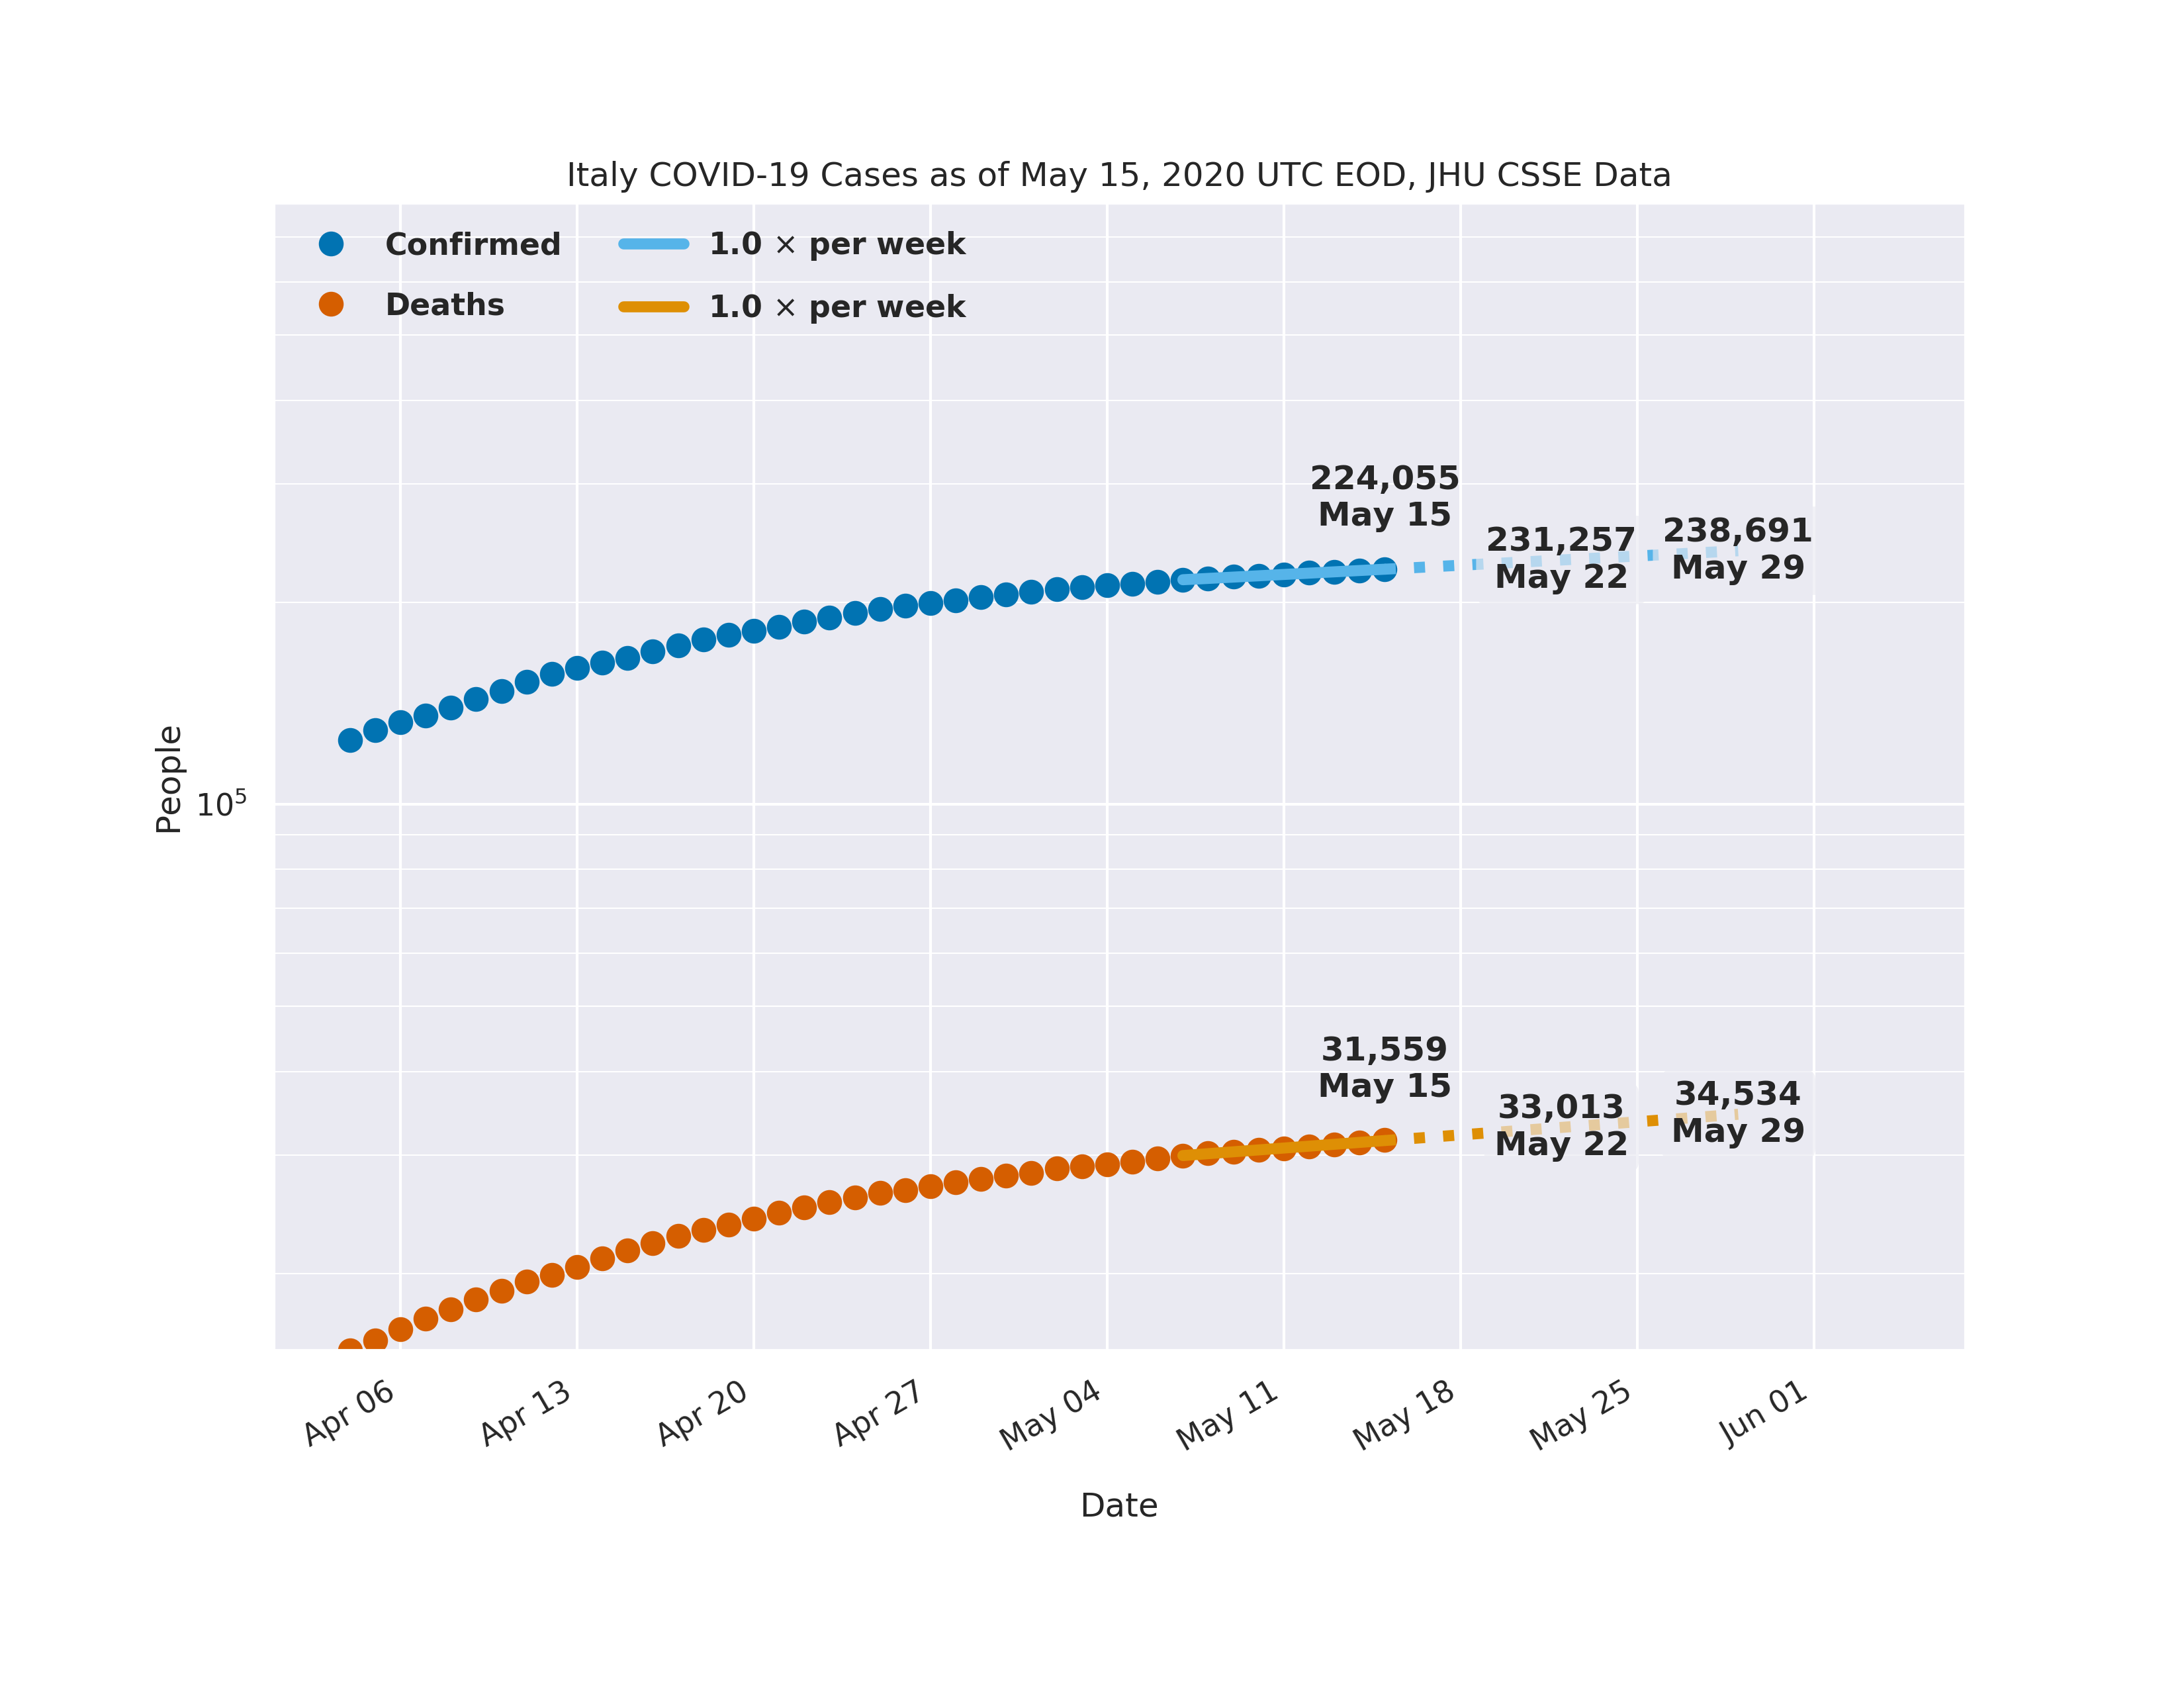 Italy COVID-19 Cases as of May 15, 2020 UTC EOD, JHU CSSE Data
Confirmed
Deaths
1.0 × per week
1.0 × per week
224,055
May 15
231,257
May 22
238,691
May 29
People
10⁵
31,559
May 15
33,013
May 22
34,534
May 29
Apr 06
Apr 13
Apr 20
Apr 27
May 04
May 11
May 18
May 25
Jun 01
Date